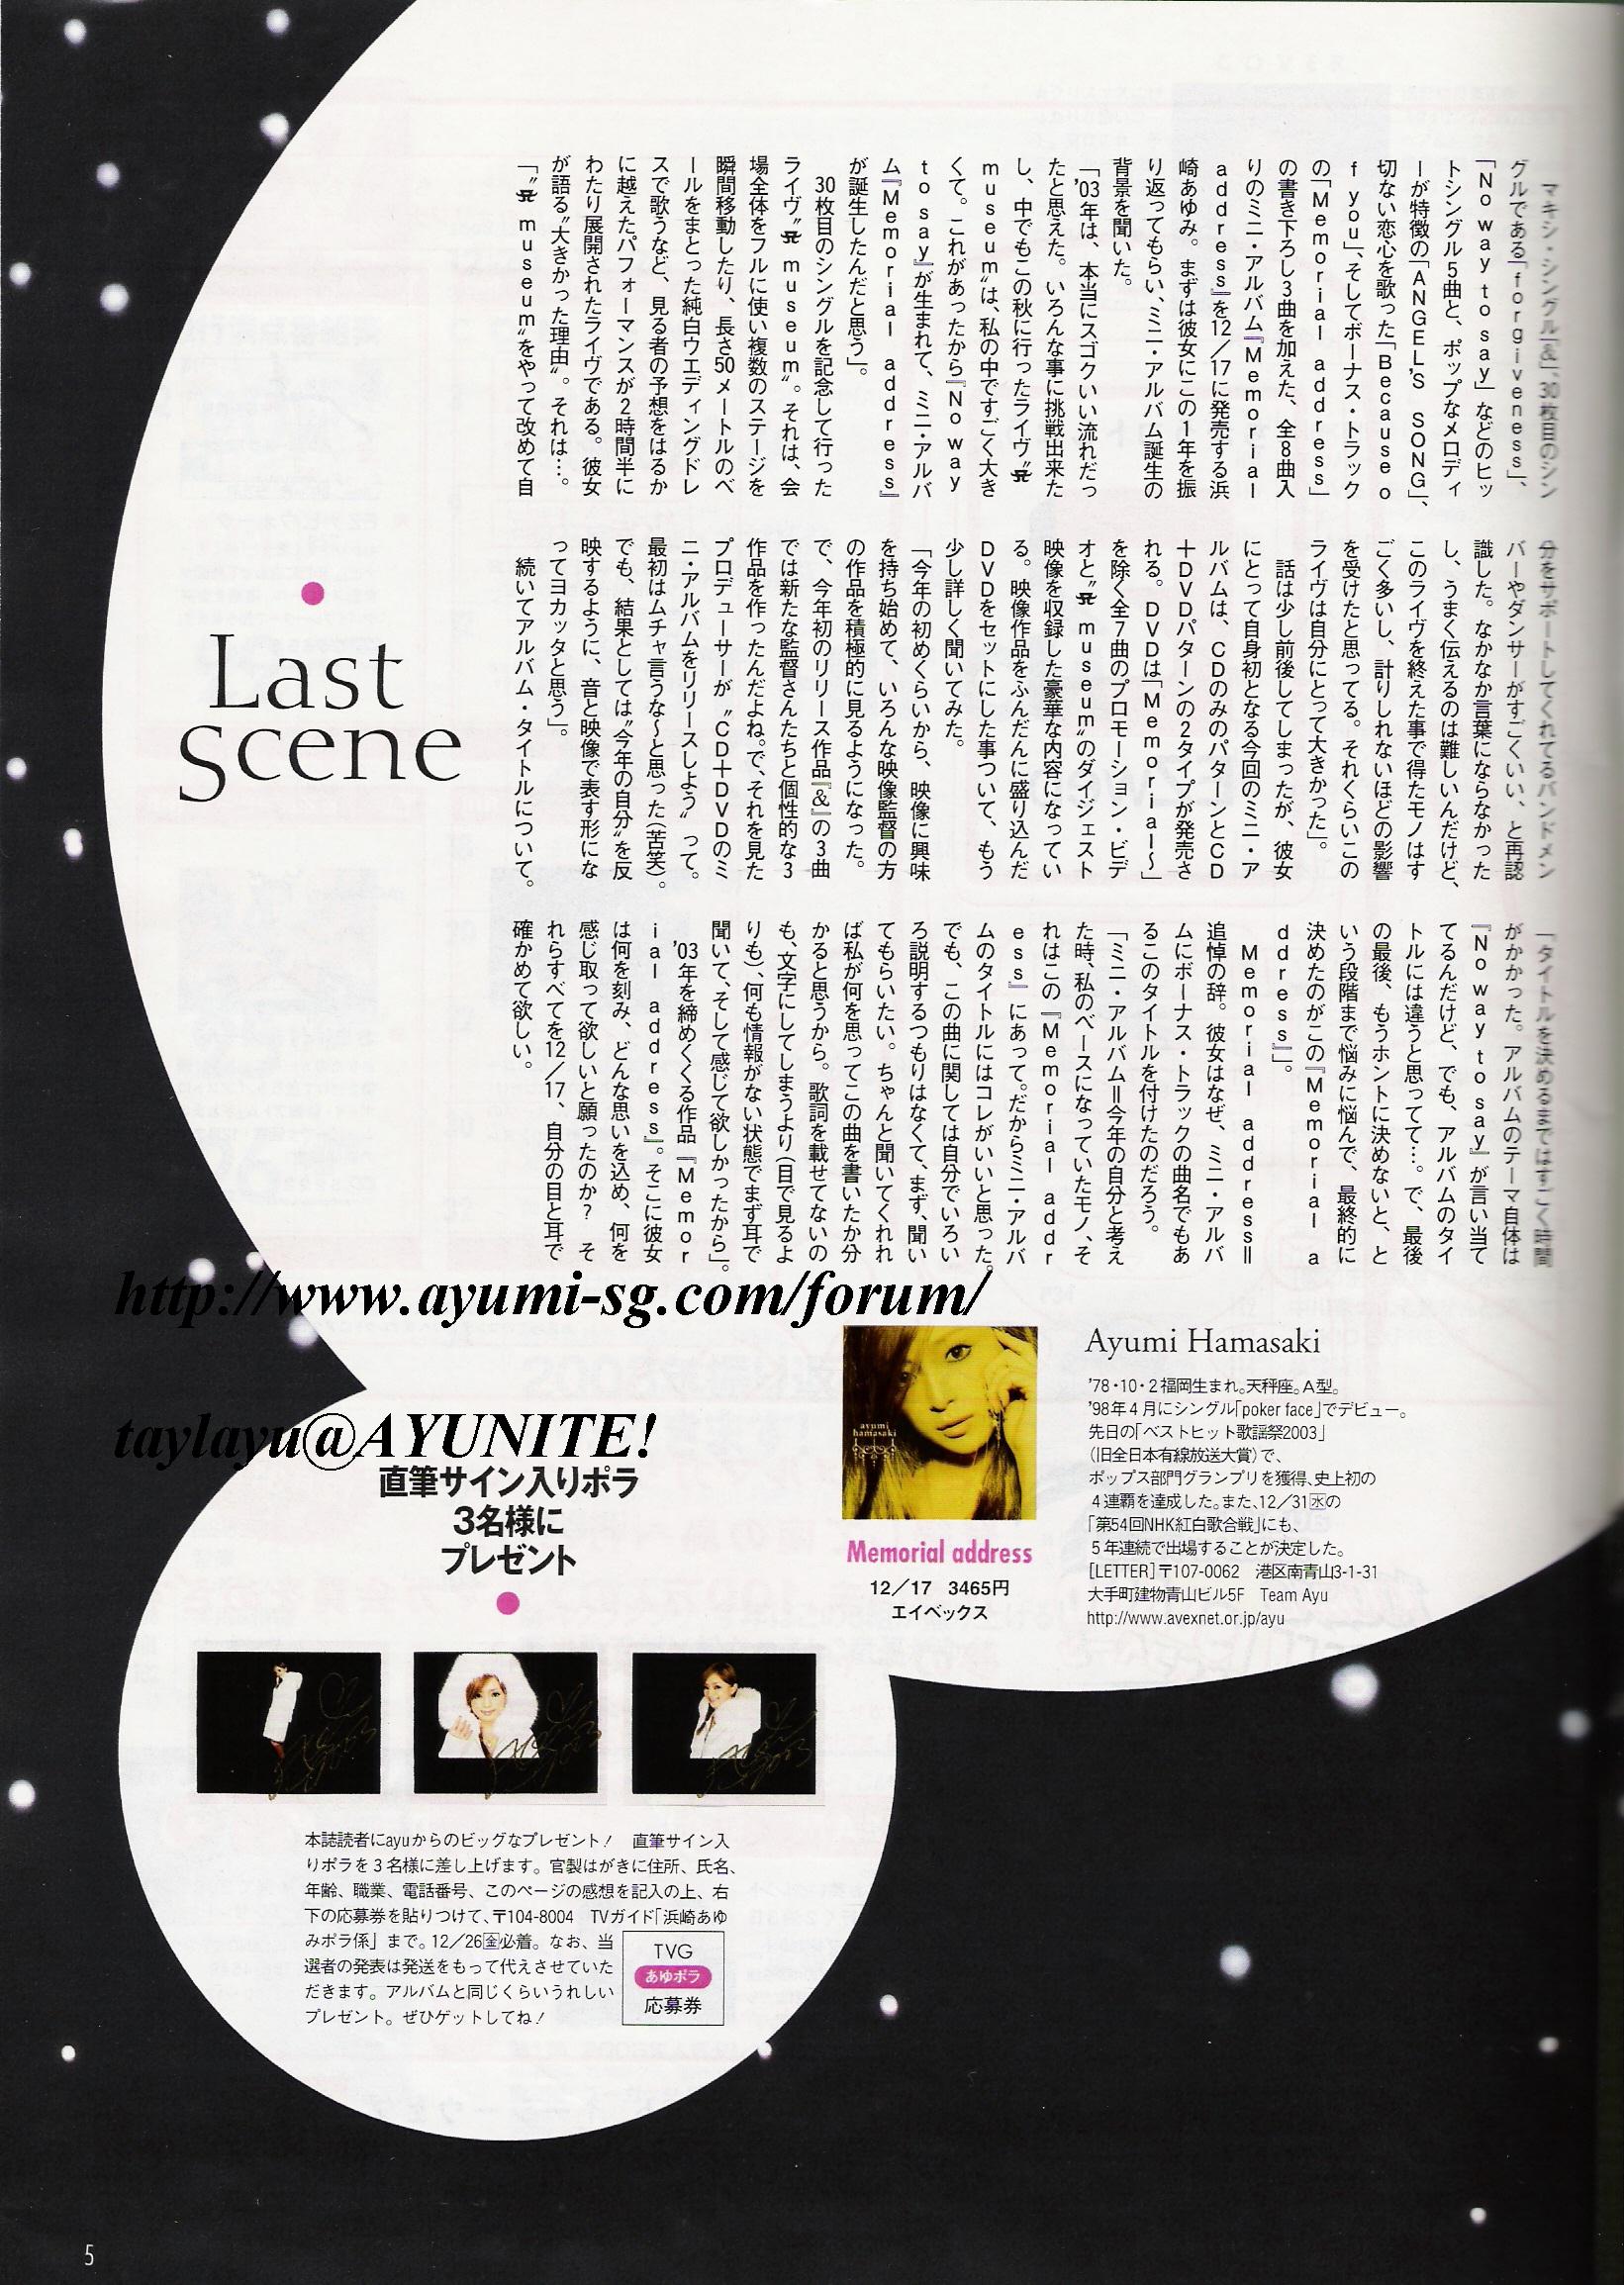 マキシ・シングル「&」、30枚目のシン
グルである「forgiveness」、
「No way to say」などのヒッ
トシングル5曲と、ポップなメロディ
ーが特徴の「ANGEL'S SONG」、
切ない恋心を歌った「Because o
f you」、そしてボーナス・トラック
の「Memorial address」
の書き下ろし3曲を加えた、全8曲入
りのミニ・アルバム『Memorial
address』を12/17に発売する浜
崎あゆみ。まずは彼女にこの1年を振
り返ってもらい、ミニ・アルバム誕生の
背景を聞いた。
「'03年は、本当にスゴクいい流れだっ
たと思えた。いろんな事に挑戦出来た
し、中でもこの秋に行ったライヴ〝A
museum〟は、私の中ですごく大き
くて。これがあったから『No way
to say』が生まれて、ミニ・アルバ
ム『Memorial address』
が誕生したんだと思う」。
30枚目のシングルを記念して行った
ライヴ〝A museum〟。それは、会
場全体をフルに使い複数のステージを
瞬間移動したり、長さ50メートルのベ
ールをまとった純白ウエディングドレ
スで歌うなど、見る者の予想をはるか
に越えたパフォーマンスが2時間半に
わたり展開されたライヴである。彼女
が語る〝大きかった理由〟。それは…。
「〝A museum〟をやって改めて自
分をサポートしてくれてるバンドメン
バーやダンサーがすごくいい、と再認
識した。なかなか言葉にならなかった
し、うまく伝えるのは難しいんだけど、
このライヴを終えた事で得たモノはす
ごく多いし、計りしれないほどの影響
を受けたと思ってる。それくらいこの
ライヴは自分にとって大きかった」。
話は少し前後してしまったが、彼女
にとって自身初となる今回のミニ・ア
ルバムは、CDのみのパターンとCD
+DVDパターンの2タイプが発売さ
れる。DVDは「Memorial〜」
を除く全7曲のプロモーション・ビデ
オと〝A museum〟のダイジェスト
映像を収録した豪華な内容になってい
る。映像作品をふんだんに盛り込んだ
DVDをセットにした事ついて、もう
少し詳しく聞いてみた。
「今年の初めくらいから、映像に興味
を持ち始めて、いろんな映像監督の方
の作品を積極的に見るようになった。
で、今年初のリリース作品『&』の3曲
では新たな監督さんたちと個性的な3
作品を作ったんだよね。で、それを見た
プロデューサーが〝CD+DVDのミ
ニ・アルバムをリリースしよう〟って。
最初はムチャ言うな〜と思った(苦笑)。
でも、結果としては〝今年の自分〟を反
映するように、音と映像で表す形にな
ってヨカッタと思う」。
続いてアルバム・タイトルについて。
「タイトルを決めるまではすごく時間
がかかった。アルバムのテーマ自体は
『No way to say』が言い当て
てるんだけど、でも、アルバムのタイ
トルには違うと思ってて…。で、最後
の最後、もうホントに決めないと、と
いう段階まで悩みに悩んで、最終的に
決めたのがこの『Memorial a
ddress』」。
Memorial address=
追悼の辞。彼女はなぜ、ミニ・アルバ
ムにボーナス・トラックの曲名でもあ
るこのタイトルを付けたのだろう。
「ミニ・アルバム=今年の自分と考え
た時、私のベースになっていたモノ、そ
れはこの『Memorial addr
ess』にあって。だからミニ・アルバ
ムのタイトルにはコレがいいと思った。
でも、この曲に関しては自分でいろい
ろ説明するつもりはなくて、まず、聞い
てもらいたい。ちゃんと聞いてくれれ
ば私が何を思ってこの曲を書いたか分
かると思うから。歌詞を載せてないの
も、文字にしてしまうより(目で見るよ
りも)、何も情報がない状態でまず耳で
聞いて、そして感じて欲しかったから」。
'03年を締めくくる作品『Memor
ial address』。そこに彼女
は何を刻み、どんな思いを込め、何を
感じ取って欲しいと願ったのか? そ
れらすべてを12/17、自分の目と耳で
確かめて欲しい。
Last
Scene
http://www.ayumi-sg.com/forum/
taylayu@AYUNITE!
ayumi
hamasaki
Memorial address
12/17 3465円
エイベックス
Ayumi Hamasaki
'78・10・2福岡生まれ。天秤座。A型。
'98年4月にシングル「poker face」でデビュー。
先日の「ベストヒット歌謡祭2003」
(旧全日本有線放送大賞)で、
ポップス部門グランプリを獲得、史上初の
4連覇を達成した。また、12/31水の
「第54回NHK紅白歌合戦」にも、
5年連続で出場することが決定した。
[LETTER]〒107-0062 港区南青山3-1-31
大手町建物青山ビル5F Team Ayu
http://www.avexnet.or.jp/ayu
直筆サイン入りポラ
3名様に
プレゼント
本誌読者にayuからのビッグなプレゼント! 直筆サイン入
りポラを3名様に差し上げます。官製はがきに住所、氏名、
年齢、職業、電話番号、このページの感想を記入の上、右
下の応募券を貼りつけて、〒104-8004 TVガイド「浜崎あゆ
みポラ係」まで。12/26金必着。なお、当
選者の発表は発送をもって代えさせていた
だきます。アルバムと同じくらいうれしい
プレゼント。ぜひゲットしてね!
TVG
あゆポラ
応募券
5